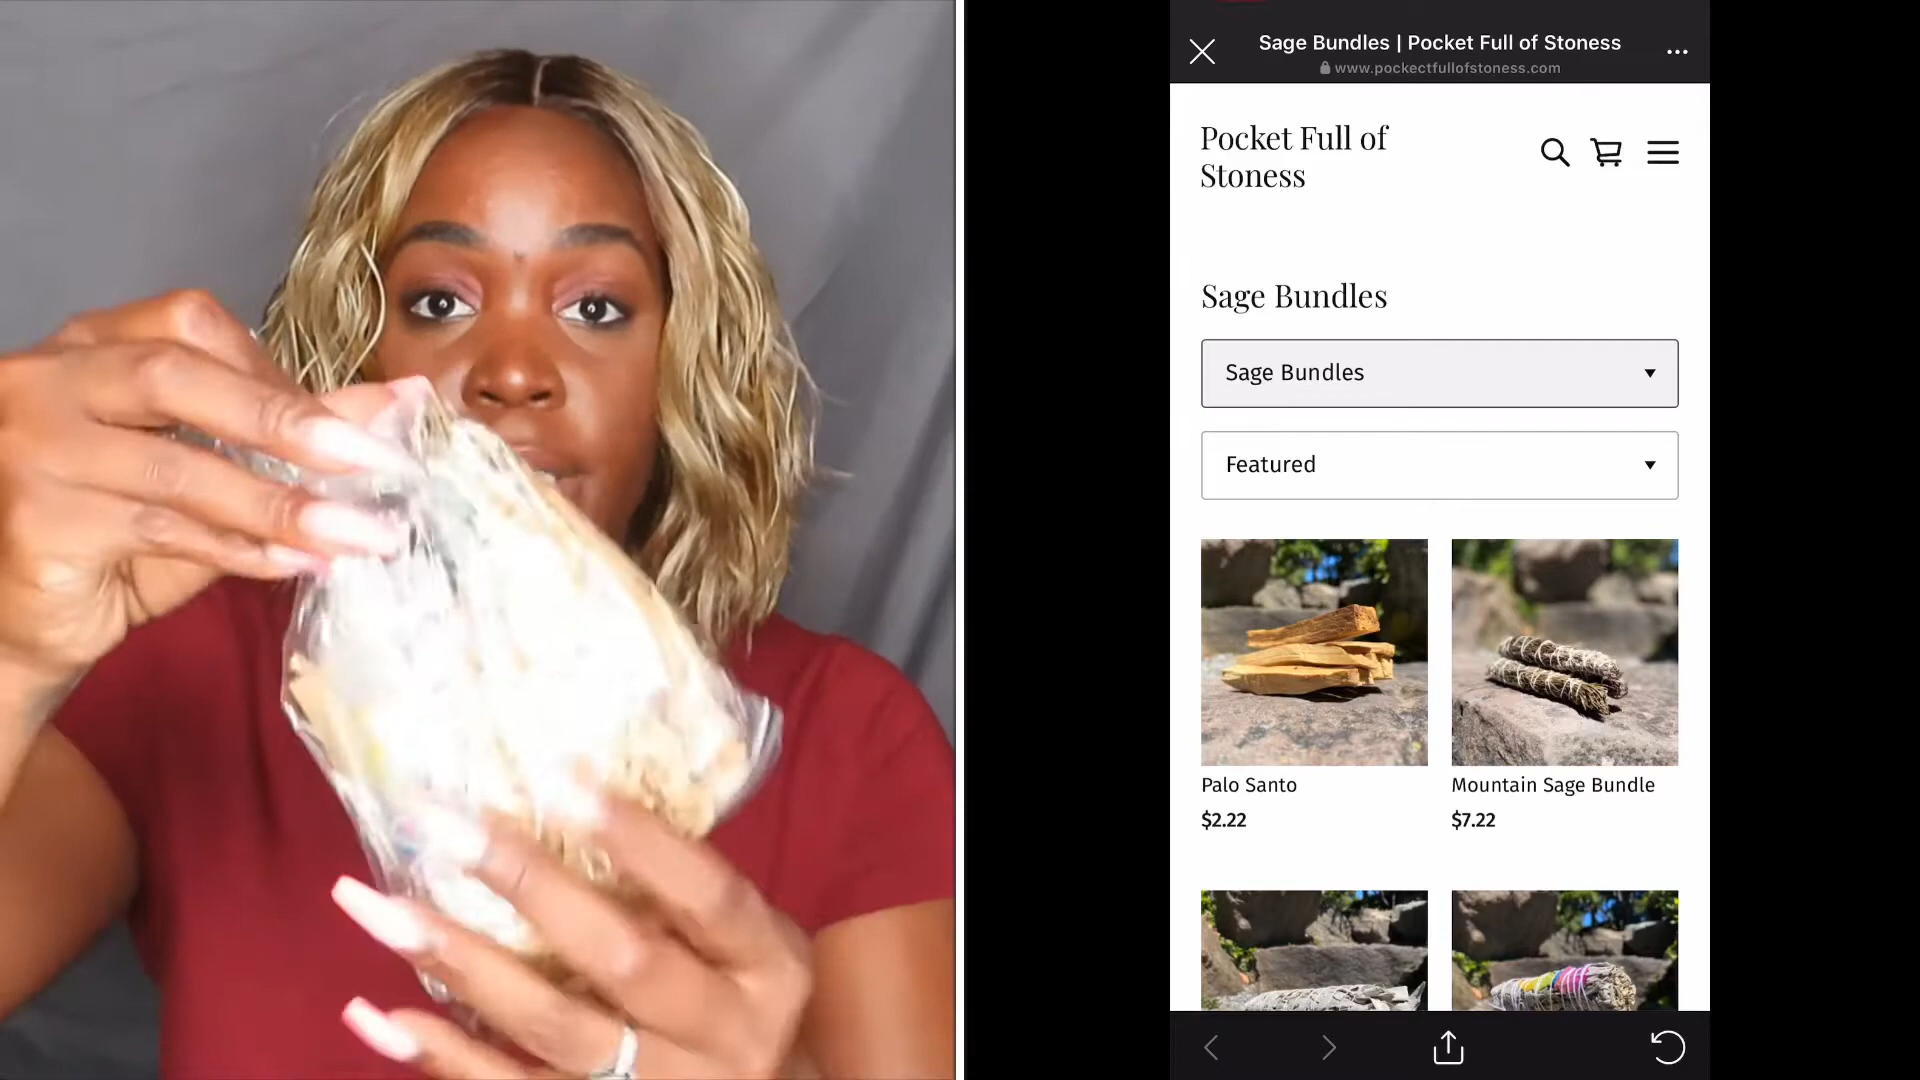 Sage Bundles | Pocket Full of Stoness
www.pockectfullofstoness.com
Pocket Full of
Stoness
Sage Bundles
Sage Bundles
Featured
Palo Santo
$2.22
Mountain Sage Bundle
$7.22